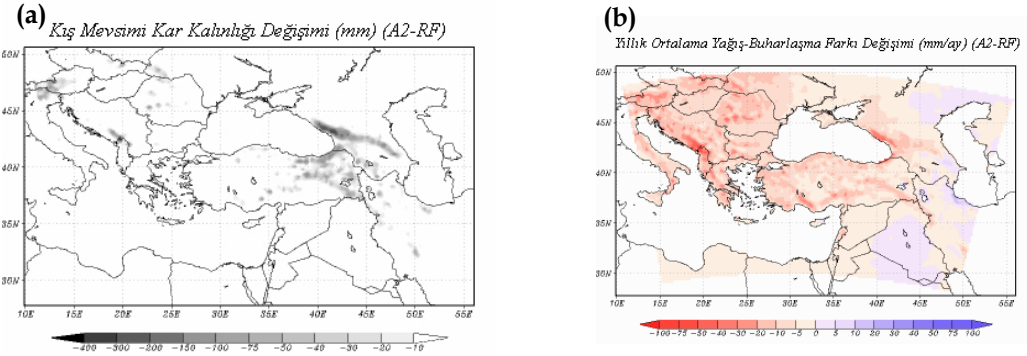 (a)
Kış Mevsimi Kar Kalınlığı Değişimi (mm) (A2-RF)
50N
45N
40N
35N
30N
10E 15E 20E 25E 30E 35E 40E 45E 50E 55E
-400 -300 -200 -150 -75 -50 -40 -30 -20 -10
(b)
Yıllık Ortalama Yağış-Buharlaşma Farkı Değişimi (mm/ay) (A2-RF)
50N
45N
40N
35N
30N
10E 15E 20E 25E 30E 35E 40E 45E 50E 55E
-100 -75 -50 -40 -30 -20 -10 -5 0 5 10 20 30 40 50 75 100